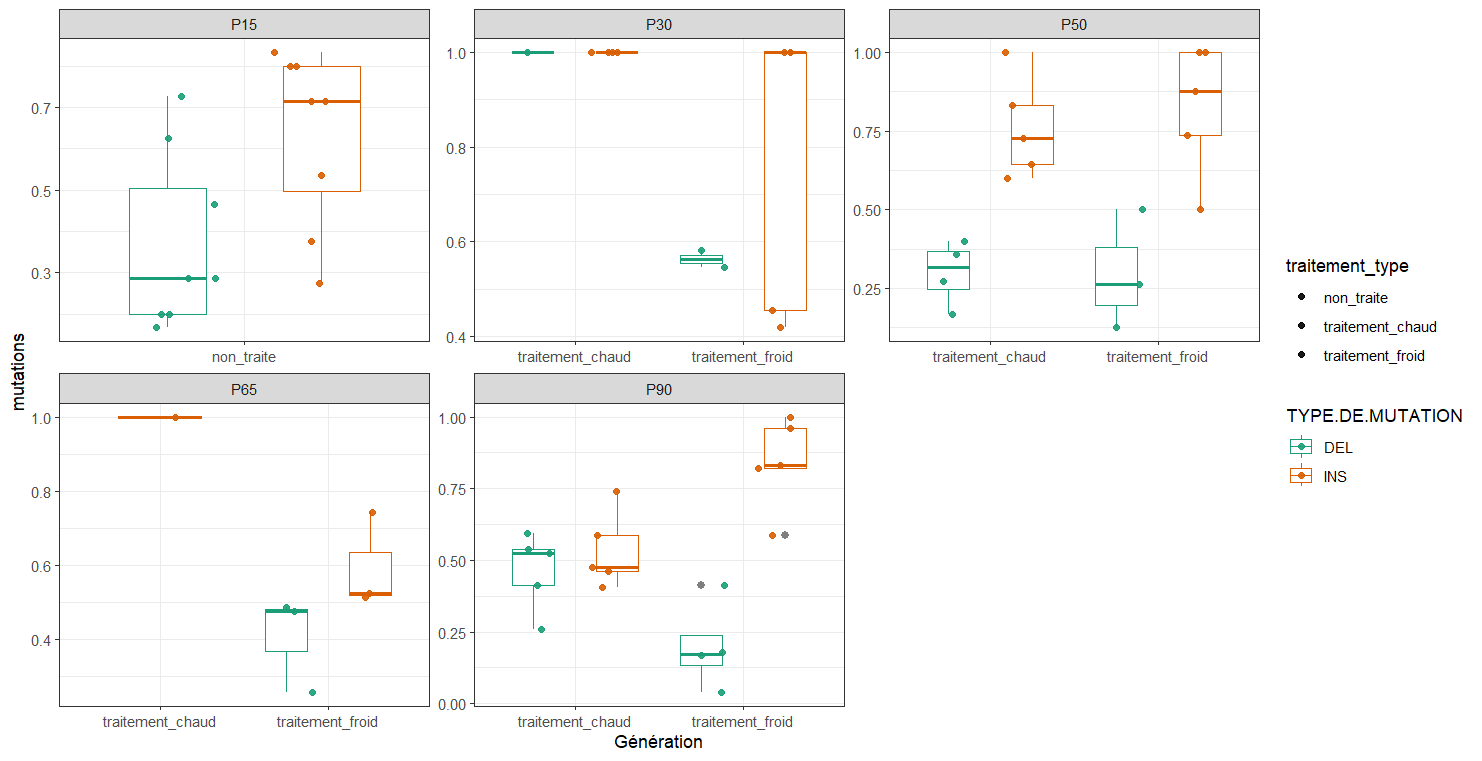 P15
P30
P50
0.7
0.5
0.3
1.0
0.8
0.6
0.4
1.00
0.75
0.50
0.25
non_traite
traitement_chaud
traitement_froid
traitement_chaud
traitement_froid
P65
P90
1.0
0.8
0.6
0.4
1.00
0.75
0.50
0.25
0.00
traitement_chaud
traitement_froid
traitement_chaud
traitement_froid
mutations
Génération
traitement_type
non_traite
traitement_chaud
traitement_froid
TYPE.DE.MUTATION
DEL
INS